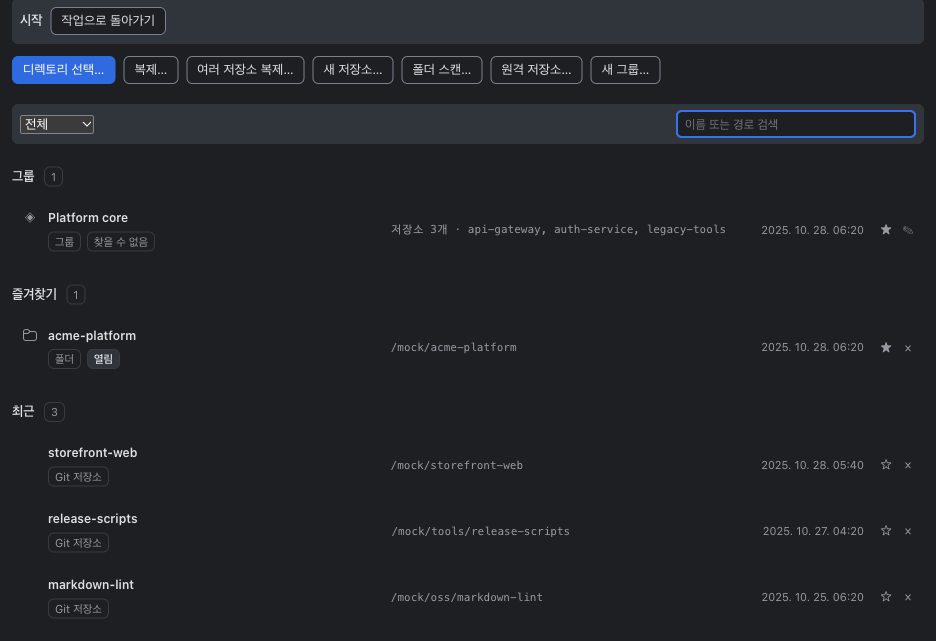 시작 작업으로 돌아가기
디렉토리 선택... 복제... 여러 저장소 복제... 새 저장소... 폴더 스캔... 원격 저장소... 새 그룹...
전체 이름 또는 경로 검색
그룹 1
Platform core
저장소 3개 · api-gateway, auth-service, legacy-tools 2025. 10. 28. 06:20
그룹 찾을 수 없음
즐겨찾기 1
acme-platform
/mock/acme-platform 2025. 10. 28. 06:20
폴더 열림
최근 3
storefront-web
/mock/storefront-web 2025. 10. 28. 05:40
Git 저장소
release-scripts
/mock/tools/release-scripts 2025. 10. 27. 04:20
Git 저장소
markdown-lint
/mock/oss/markdown-lint 2025. 10. 25. 06:20
Git 저장소